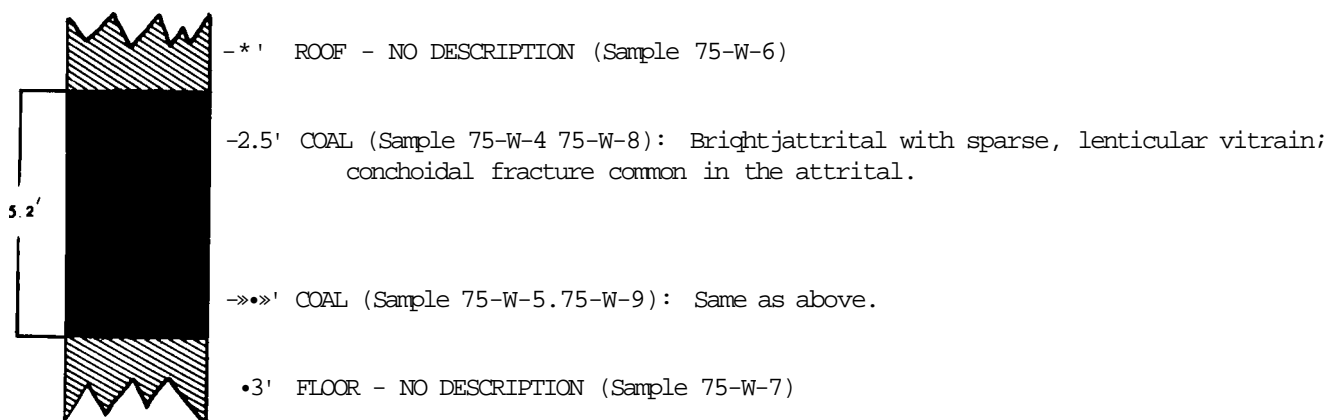 -*' ROOF - NO DESCRIPTION (Sample 75-W-6)
-2.5' COAL (Sample 75-W-4 75-W-8): Brightjattrital with sparse, lenticular vitrain;
conchoidal fracture common in the attrital.
5.2'
-»•»' COAL (Sample 75-W-5.75-W-9): Same as above.
•3' FLOOR - NO DESCRIPTION (Sample 75-W-7)